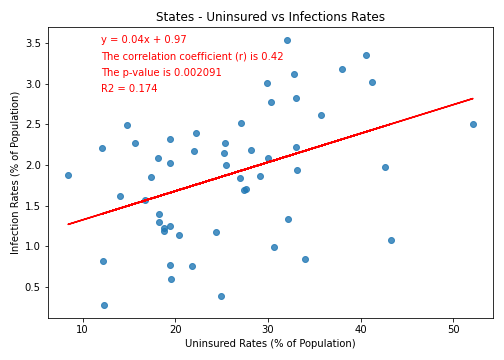 States - Uninsured vs Infections Rates
y = 0.04x + 0.97
The correlation coefficient (r) is 0.42
The p-value is 0.002091
R2 = 0.174
Infection Rates (% of Population)
3.5
3.0
2.5
2.0
1.5
1.0
0.5
10 20 30 40 50
Uninsured Rates (% of Population)